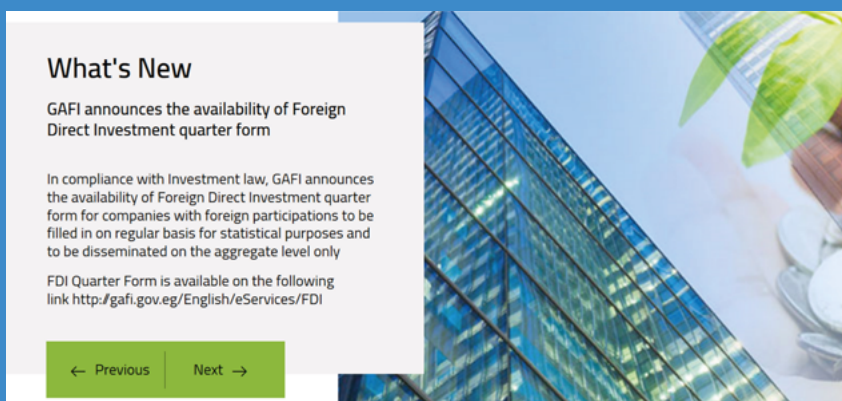 What's New
GAFI announces the availability of Foreign
Direct Investment quarter form
In compliance with Investment law, GAFI announces
the availability of Foreign Direct Investment quarter
form for companies with foreign participations to be
filled in on regular basis for statistical purposes and
to be disseminated on the aggregate level only
FDI Quarter Form is available on the following
link http://gafi.gov.eg/English/eServices/FDI
← Previous Next →